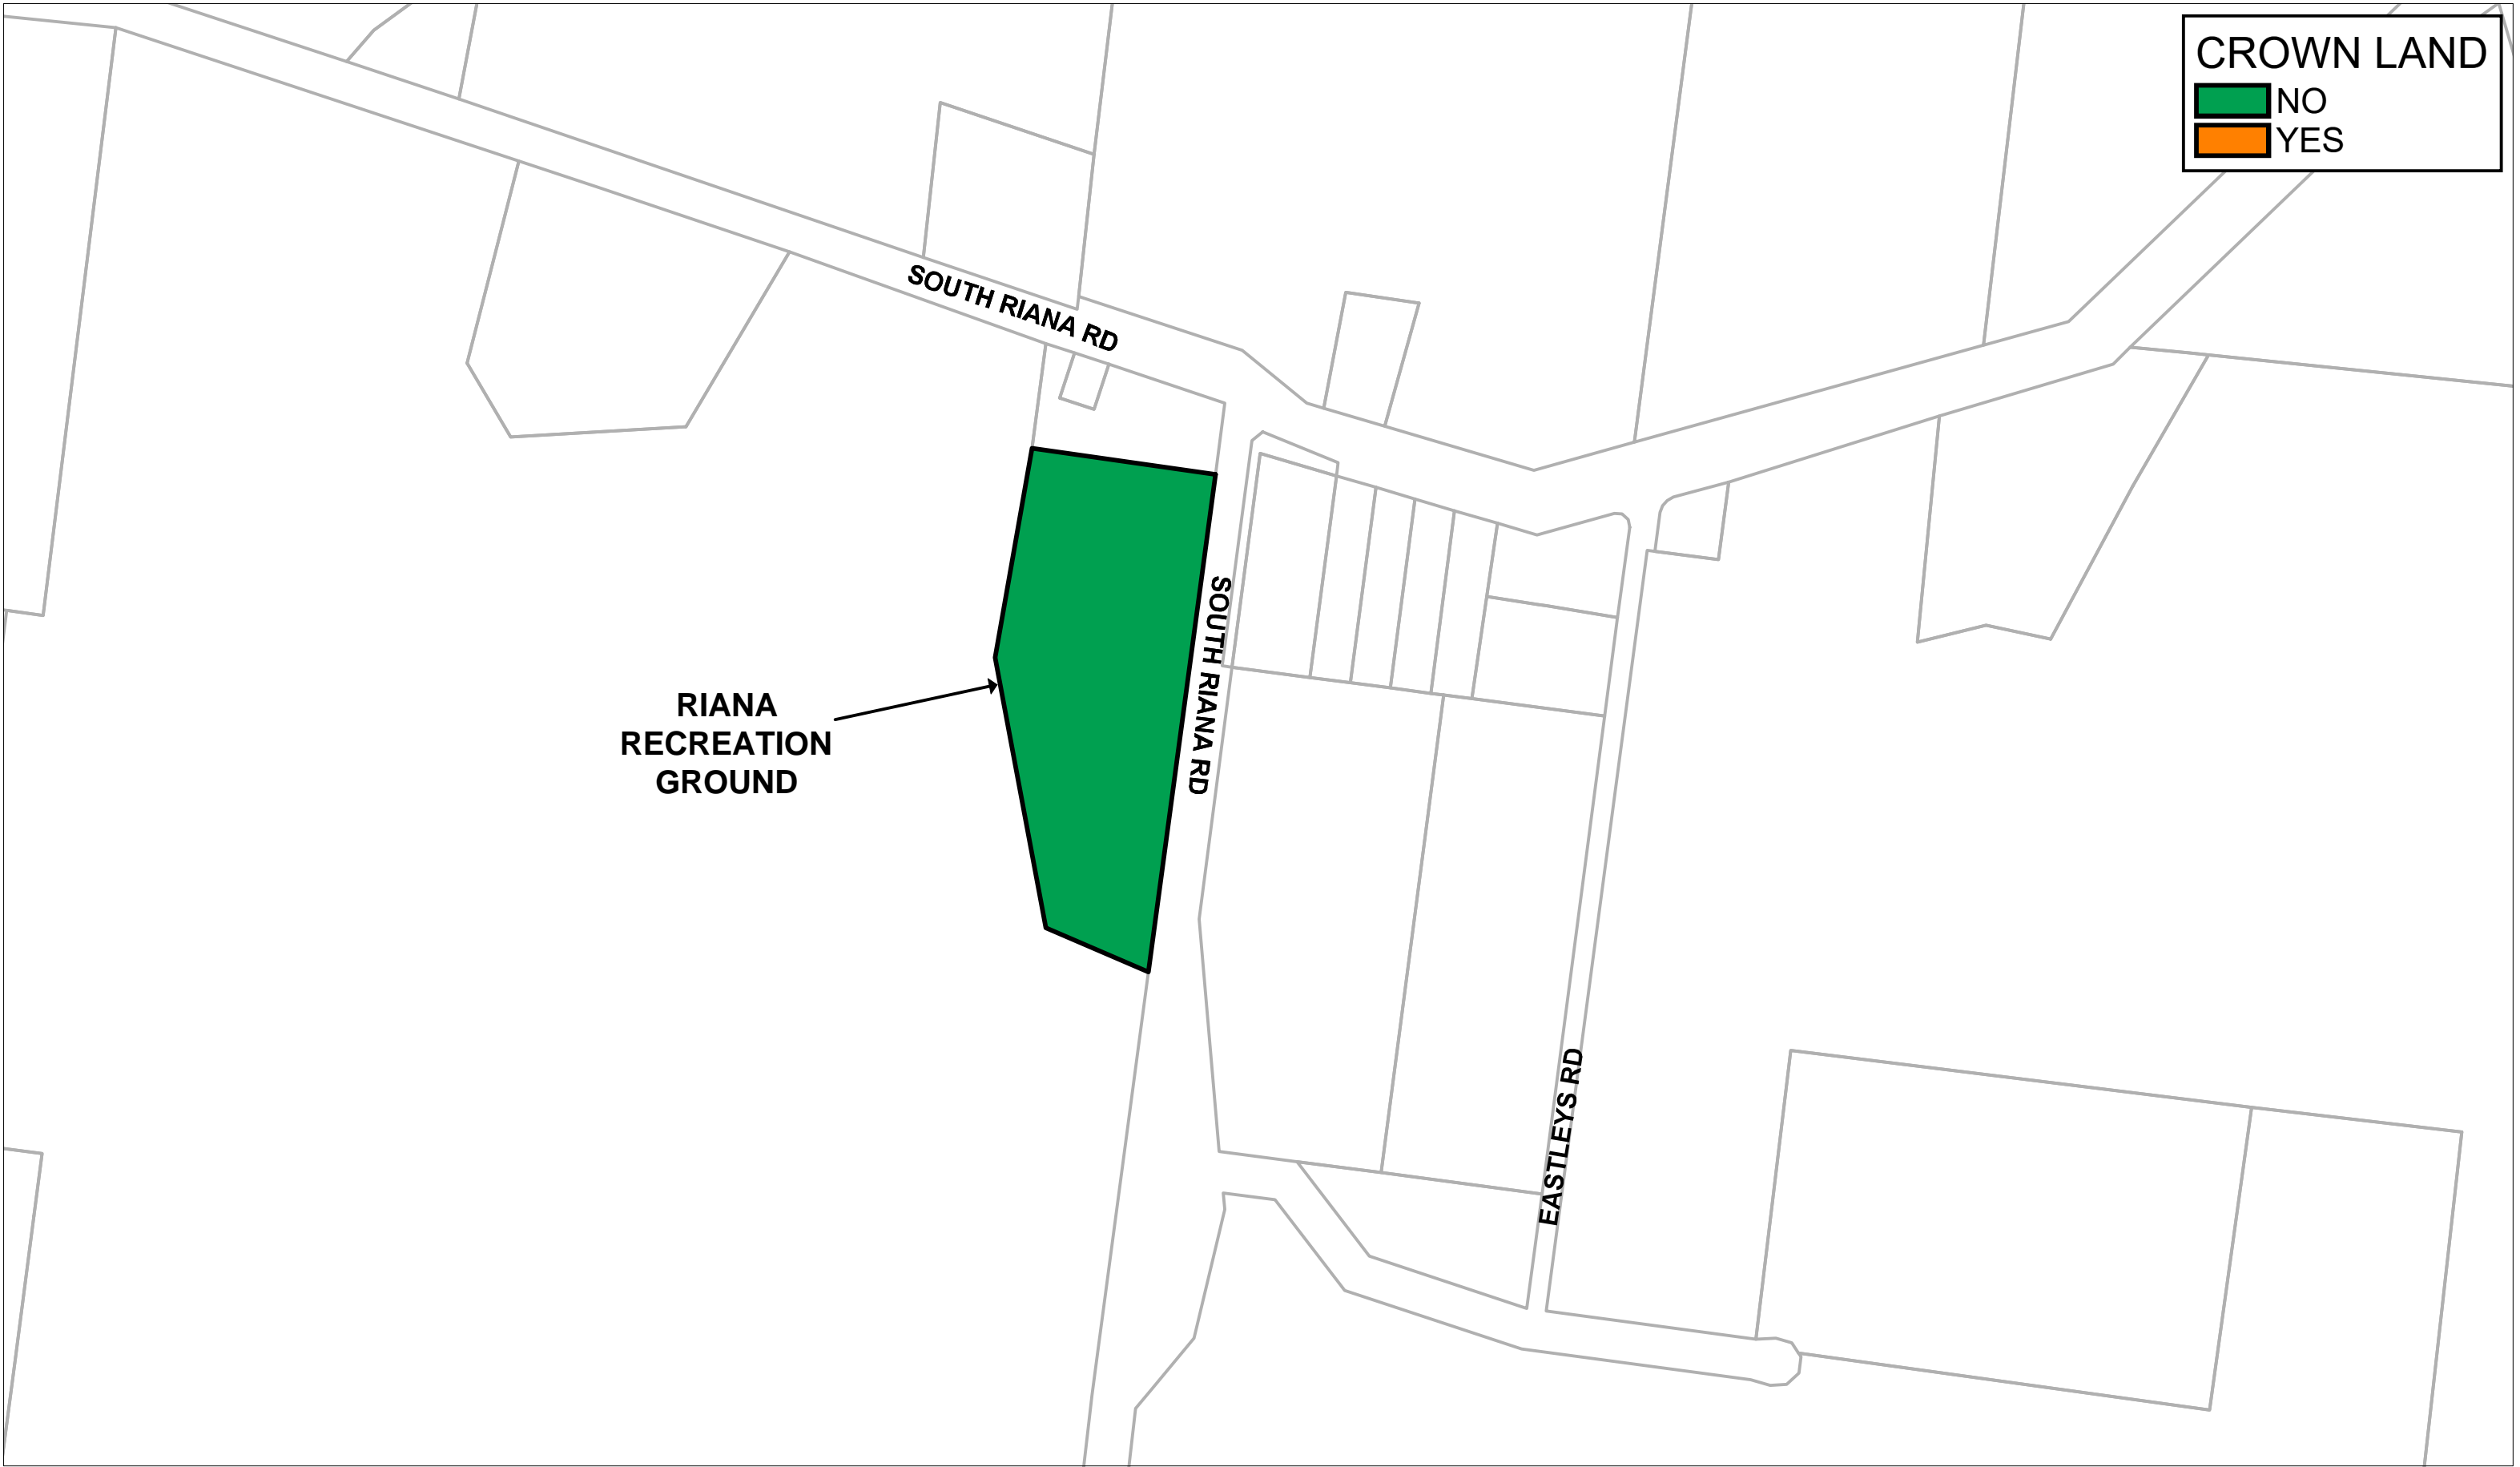 CROWN LAND
NO
YES
SOUTH RIANA RD
SOUTH RIANA RD
RIANA
RECREATION
GROUND
EASTLEYS RD